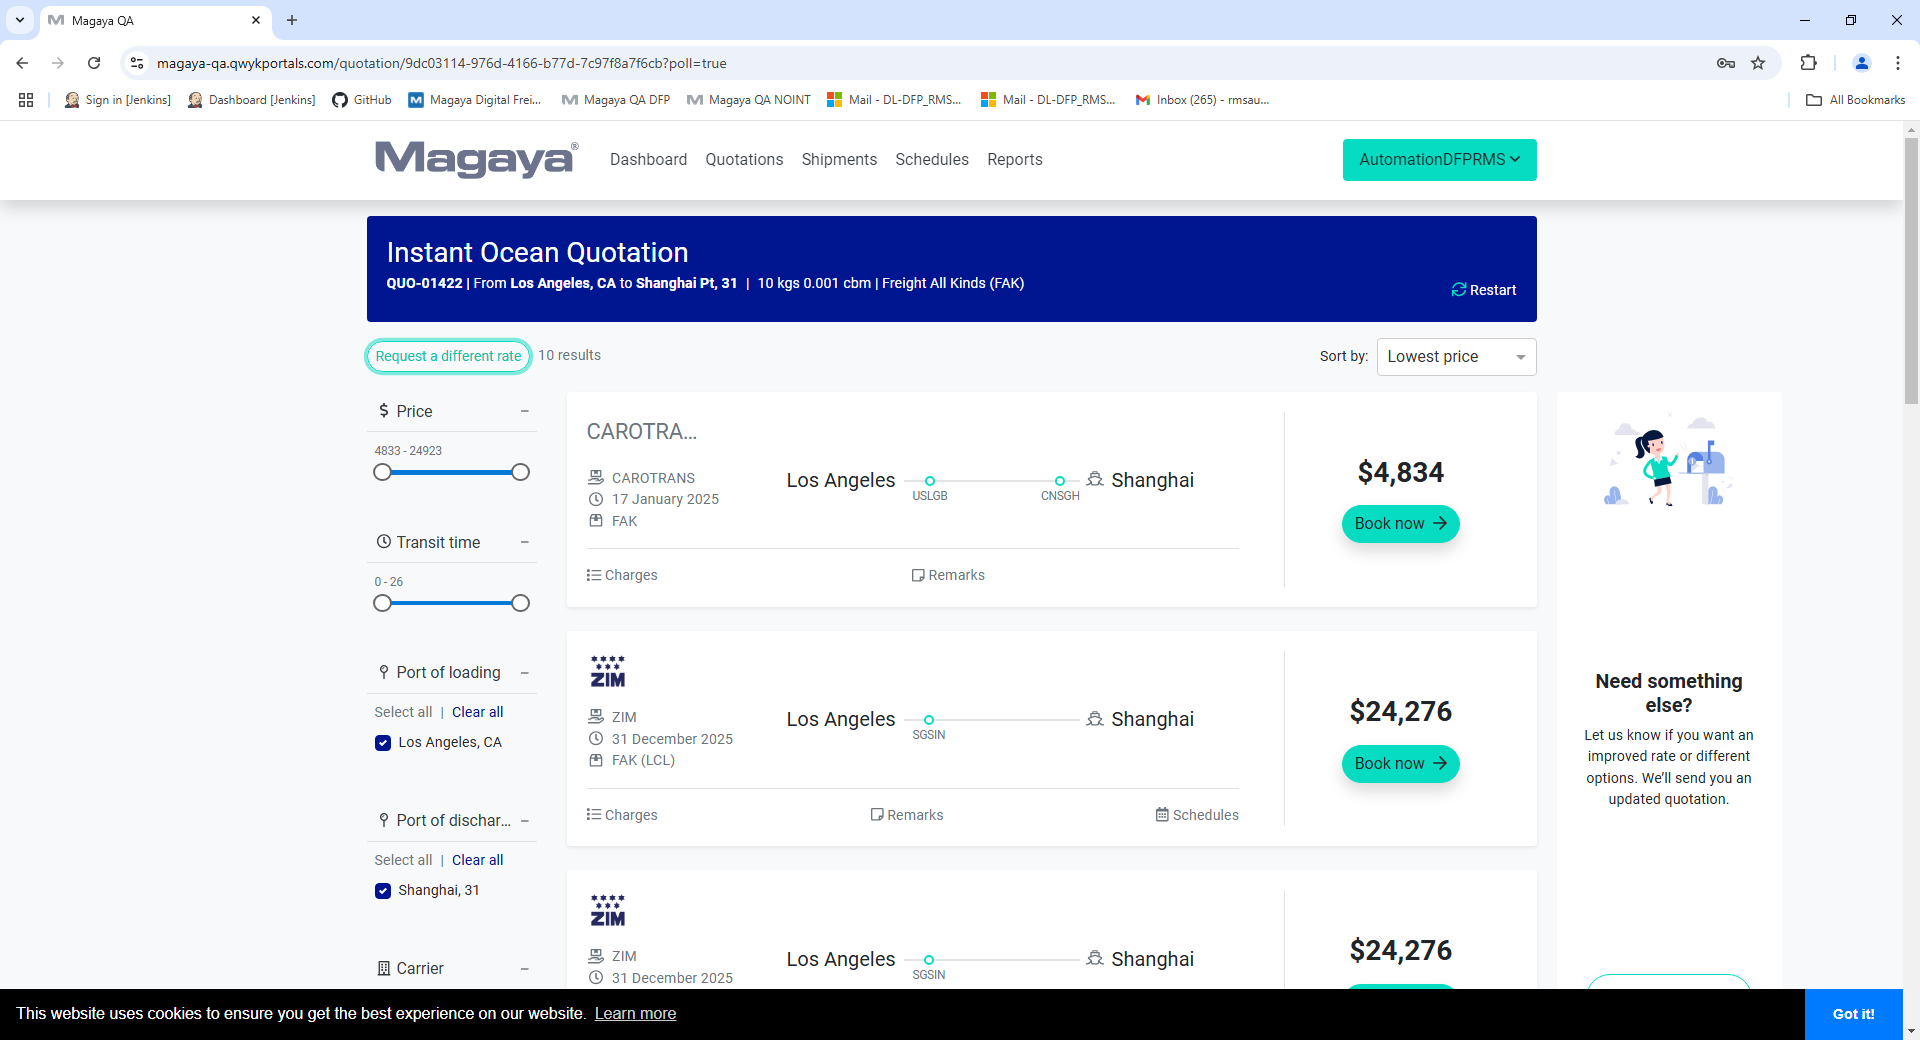 Magaya QA
magaya-qa.qwykportals.com/quotation/9dc03114-976d-4166-b77d-7c97f8a7f6cb?poll=true
Sign in [Jenkins]
Dashboard [Jenkins]
GitHub
Magaya Digital Frei...
Magaya QA DFP
Magaya QA NOINT
Mail - DL-DFP_RMS...
Mail - DL-DFP_RMS...
Inbox (265) - rmsau...
All Bookmarks
Magaya®
Dashboard
Quotations
Shipments
Schedules
Reports
AutomationDFPRMS
Instant Ocean Quotation
QUO-01422 | From Los Angeles, CA to Shanghai Pt, 31 | 10 kgs 0.001 cbm | Freight All Kinds (FAK)
Restart
Request a different rate
10 results
Sort by:
Lowest price
Price
4833 - 24923
Transit time
0 - 26
Port of loading
Select all | Clear all
Los Angeles, CA
Port of dischar...
Select all | Clear all
Shanghai, 31
Carrier
CAROTRA...
CAROTRANS
17 January 2025
FAK
Los Angeles
USLGB
CNSGH
Shanghai
$4,834
Book now
Charges
Remarks
ZIM
ZIM
31 December 2025
FAK (LCL)
Los Angeles
SGSIN
Shanghai
$24,276
Book now
Charges
Remarks
Schedules
ZIM
ZIM
31 December 2025
Los Angeles
SGSIN
Shanghai
$24,276
Need something
else?
Let us know if you want an
improved rate or different
options. We’ll send you an
updated quotation.
This website uses cookies to ensure you get the best experience on our website. Learn more
Got it!